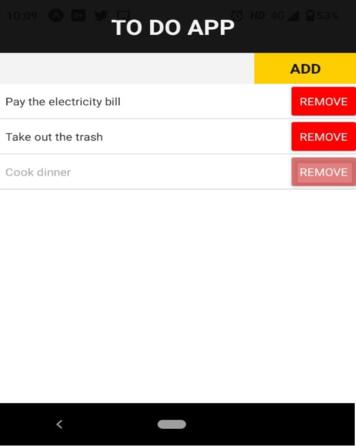 10:09 HD 4G 53%
TO DO APP
ADD
Pay the electricity bill REMOVE
Take out the trash REMOVE
Cook dinner REMOVE